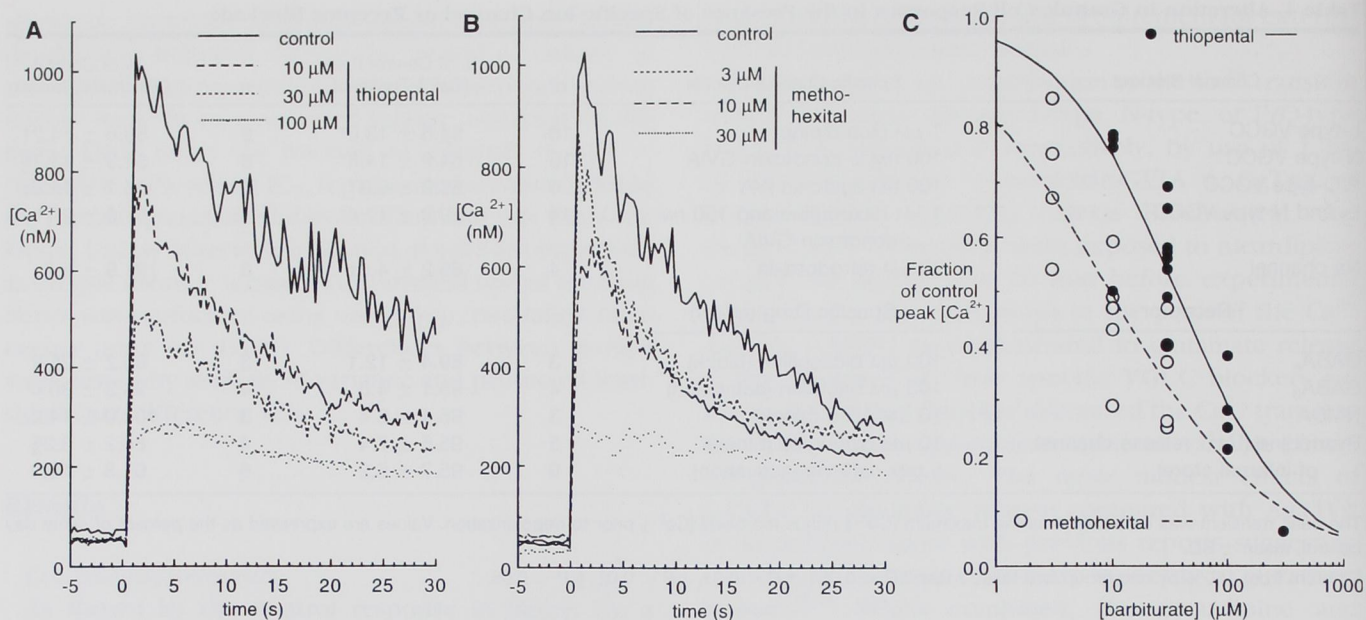 A
control
10 µM
30 µM
100 µM
thiopental
1000
800
600
400
200
0
[Ca²⁺]
(nM)
-5 0 5 10 15 20 25 30
time (s)
B
control
3 µM
10 µM
30 µM
metho-
hexital
1000
800
600
400
200
0
[Ca²⁺]
(nM)
-5 0 5 10 15 20 25 30
time (s)
C
thiopental
1.0
0.8
0.6
0.4
0.2
0.0
Fraction
of control
peak [Ca²⁺]
methohexital
1 10 100 1000
[barbiturate] (µM)